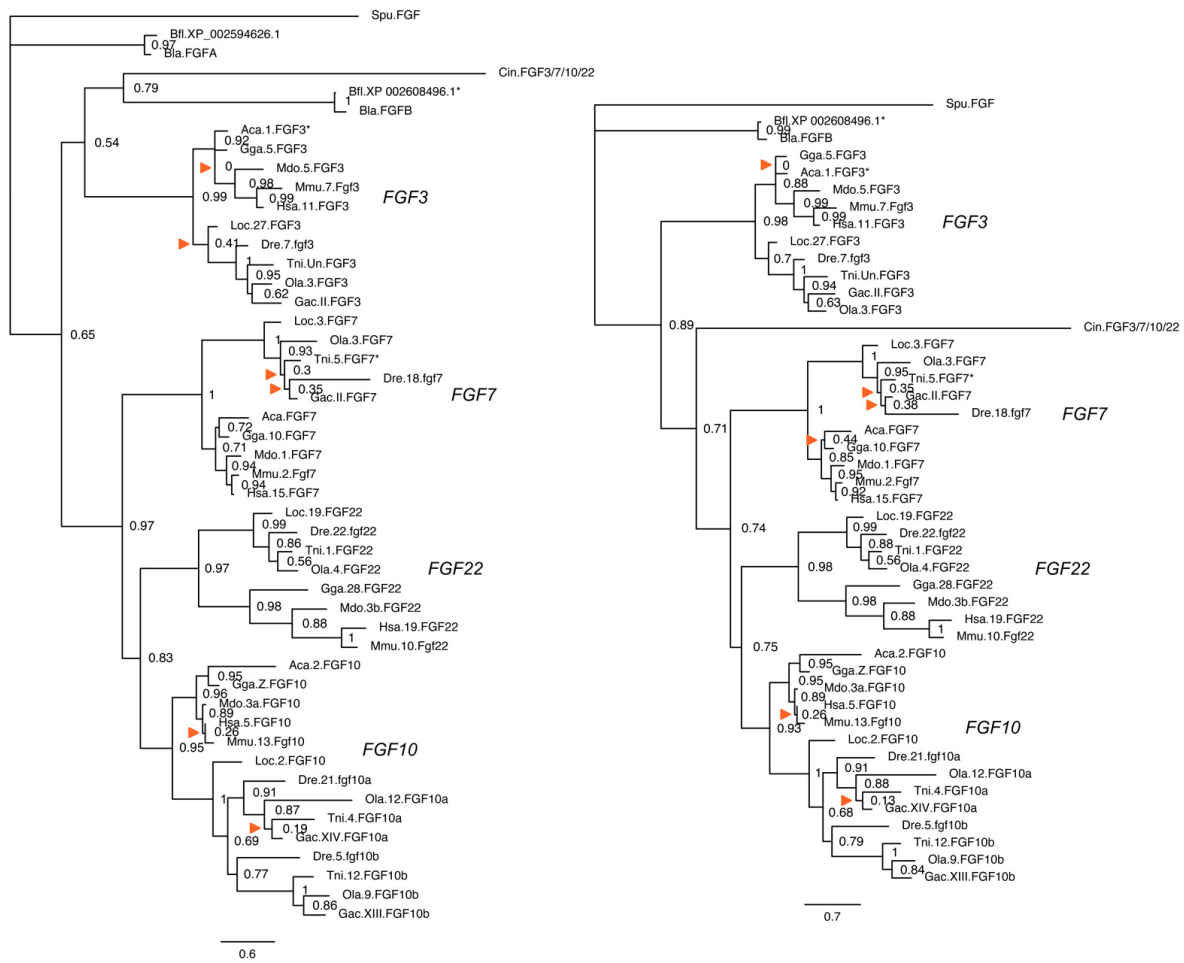 Spu.FGF
Bfl.XP_002594626.1
0.97
Bla.FGFA
Cin.FGF3/7/10/22
0.79
Bfl.XP 002608496.1*
1
Bla.FGFB
0.54
Aca.1.FGF3*
0.92
Gga.5.FGF3
0
Mdo.5.FGF3
0.98
Mmu.7.Fgf3
0.99
Hsa.11.FGF3
0.99
FGF3
Loc.27.FGF3
0.41
Dre.7.fgf3
1
Tni.Un.FGF3
0.95
Ola.3.FGF3
0.62
Gac.II.FGF3
0.65
Loc.3.FGF7
1
Ola.3.FGF7
0.93
Tni.5.FGF7*
0.3
Dre.18.fgf7
0.35
Gac.II.FGF7
1
FGF7
Aca.FGF7
0.72
Gga.10.FGF7
0.71
Mdo.1.FGF7
0.94
Mmu.2.Fgf7
0.94
Hsa.15.FGF7
0.97
Loc.19.FGF22
0.99
Dre.22.fgf22
0.86
Tni.1.FGF22
0.56
Ola.4.FGF22
0.97
FGF22
Gga.28.FGF22
0.98
Mdo.3b.FGF22
0.88
Hsa.19.FGF22
1
Mmu.10.Fgf22
0.83
Aca.2.FGF10
0.95
Gga.Z.FGF10
0.96
Mdo.3a.FGF10
0.89
Hsa.5.FGF10
0.26
Mmu.13.Fgf10
0.95
FGF10
Loc.2.FGF10
1
Dre.21.fgf10a
0.91
Ola.12.FGF10a
0.87
Tni.4.FGF10a
0.19
Gac.XIV.FGF10a
0.69
Dre.5.fgf10b
0.77
Tni.12.FGF10b
1
Ola.9.FGF10b
0.86
Gac.XIII.FGF10b
0.6
Spu.FGF
Bfl.XP 002608496.1*
0.99
Bla.FGFB
Gga.5.FGF3
0
Aca.1.FGF3*
0.88
Mdo.5.FGF3
0.99
Mmu.7.Fgf3
0.99
Hsa.11.FGF3
0.98
FGF3
Loc.27.FGF3
0.7
Dre.7.fgf3
1
Tni.Un.FGF3
0.94
Gac.II.FGF3
0.63
Ola.3.FGF3
0.89
Cin.FGF3/7/10/22
Loc.3.FGF7
1
Ola.3.FGF7
0.95
Tni.5.FGF7*
0.35
Gac.II.FGF7
0.38
Dre.18.fgf7
1
FGF7
0.71
Aca.FGF7
0.44
Gga.10.FGF7
0.85
Mdo.1.FGF7
0.95
Mmu.2.Fgf7
0.92
Hsa.15.FGF7
0.74
Loc.19.FGF22
0.99
Dre.22.fgf22
0.88
Tni.1.FGF22
0.56
Ola.4.FGF22
0.98
FGF22
Gga.28.FGF22
0.98
Mdo.3b.FGF22
0.88
Hsa.19.FGF22
1
Mmu.10.Fgf22
0.75
Aca.2.FGF10
0.95
Gga.Z.FGF10
0.95
Mdo.3a.FGF10
0.89
Hsa.5.FGF10
0.26
Mmu.13.Fgf10
0.93
FGF10
Loc.2.FGF10
1
Dre.21.fgf10a
0.91
Ola.12.FGF10a
0.88
Tni.4.FGF10a
0.13
Gac.XIV.FGF10a
0.68
Dre.5.fgf10b
0.79
Tni.12.FGF10b
1
Ola.9.FGF10b
0.84
Gac.XIII.FGF10b
0.7